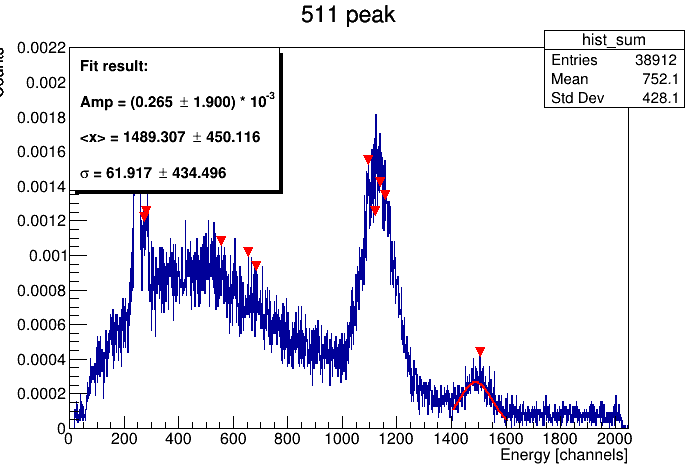 511 peak
hist_sum
Entries 38912
Mean 752.1
Std Dev 428.1
Fit result:
Amp = (0.265 ± 1.900) * 10-3
<x> = 1489.307 ± 450.116
σ = 61.917 ± 434.496
Counts
0.0022
0.002
0.0018
0.0016
0.0014
0.0012
0.001
0.0008
0.0006
0.0004
0.0002
0
0 200 400 600 800 1000 1200 1400 1600 1800 2000
Energy [channels]